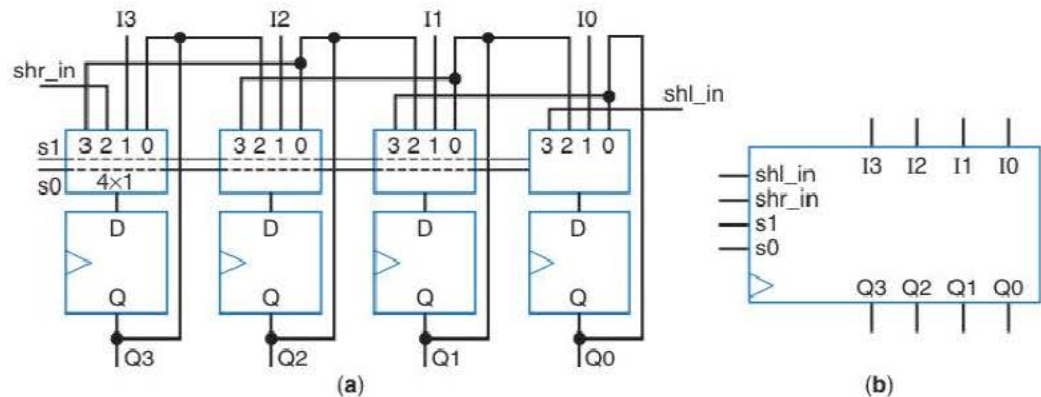 I3 I2 I1 I0
shr_in
shl_in
3 2 1 0 3 2 1 0 3 2 1 0 3 2 1 0
s1
s0
4×1
D D D D
Q Q Q Q
Q3 Q2 Q1 Q0
(a)
I3 I2 I1 I0
shl_in
shr_in
s1
s0
Q3 Q2 Q1 Q0
(b)